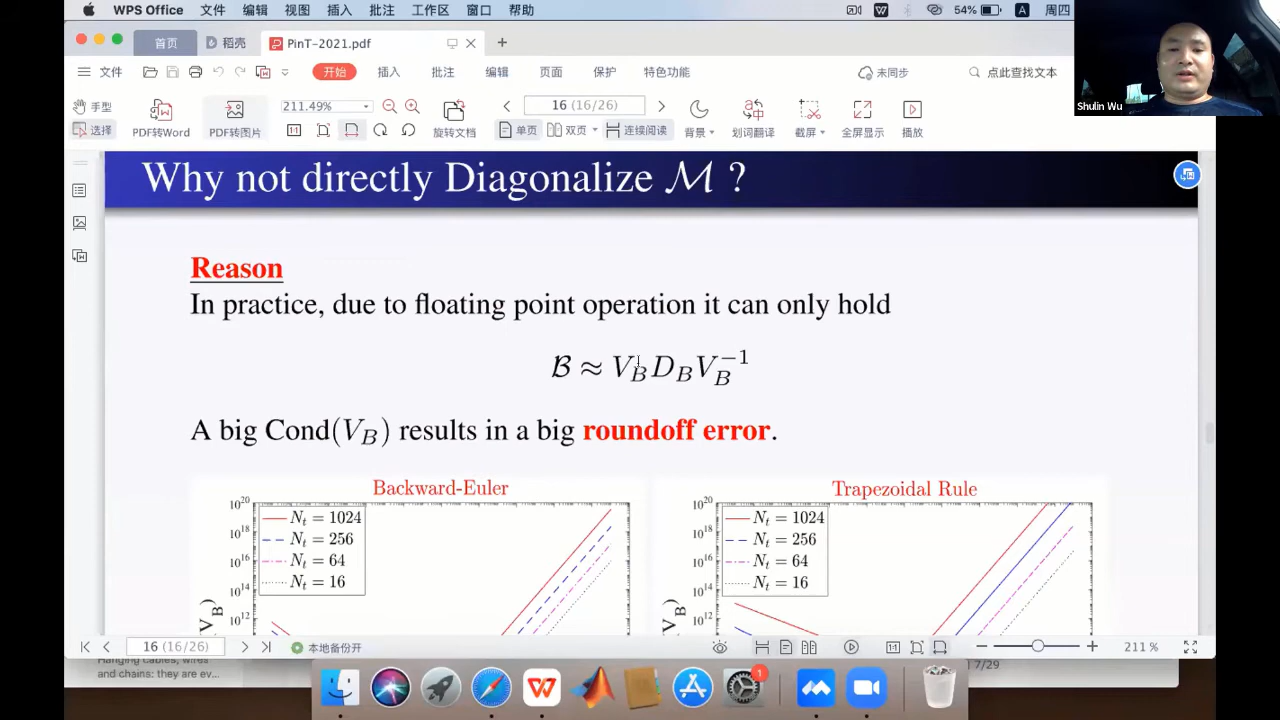 WPS Office 文件 编辑 视图 插入 批注 工作区 窗口 帮助 54% A 周四
首页 稻壳 PinT-2021.pdf
文件 开始 插入 批注 编辑 页面 保护 特色功能 未同步 点此查找文本
Shulin Wu
手型 选择 PDF转Word PDF转图片 211.49% 旋转文档 16 (16/26) 单页 双页 连续阅读 背景 划词翻译 截屏 全屏显示 播放
Why not directly Diagonalize ℳ ?
Reason
In practice, due to floating point operation it can only hold
ℬ ≈ V_B D_B V_B^{-1}
A big Cond(V_B) results in a big roundoff error.
Backward-Euler
10^20
10^18
10^16
10^14
10^12
V_B)
N_t = 1024
N_t = 256
N_t = 64
N_t = 16
Trapezoidal Rule
10^20
10^18
10^16
10^14
10^12
V_B)
N_t = 1024
N_t = 256
N_t = 64
N_t = 16
16 (16/26) 本地备份开 211 %
Hanging cables, wires
and chains: they are ev...
7/29
1